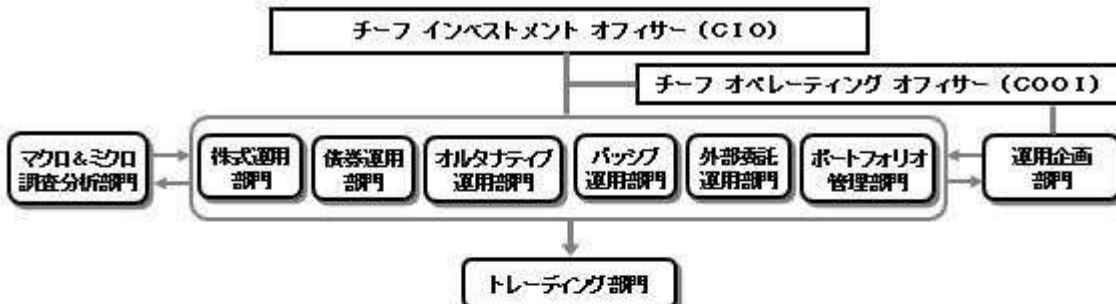 チーフ インベストメント オフィサー (CIO)
チーフ オペレーティング オフィサー (COOI)
マクロ&ミクロ
調査分析部門
株式運用
部門
債券運用
部門
オルタナティブ
運用部門
パッシブ
運用部門
外部委託
運用部門
ポートフォリオ
管理部門
運用企画
部門
トレーディング部門